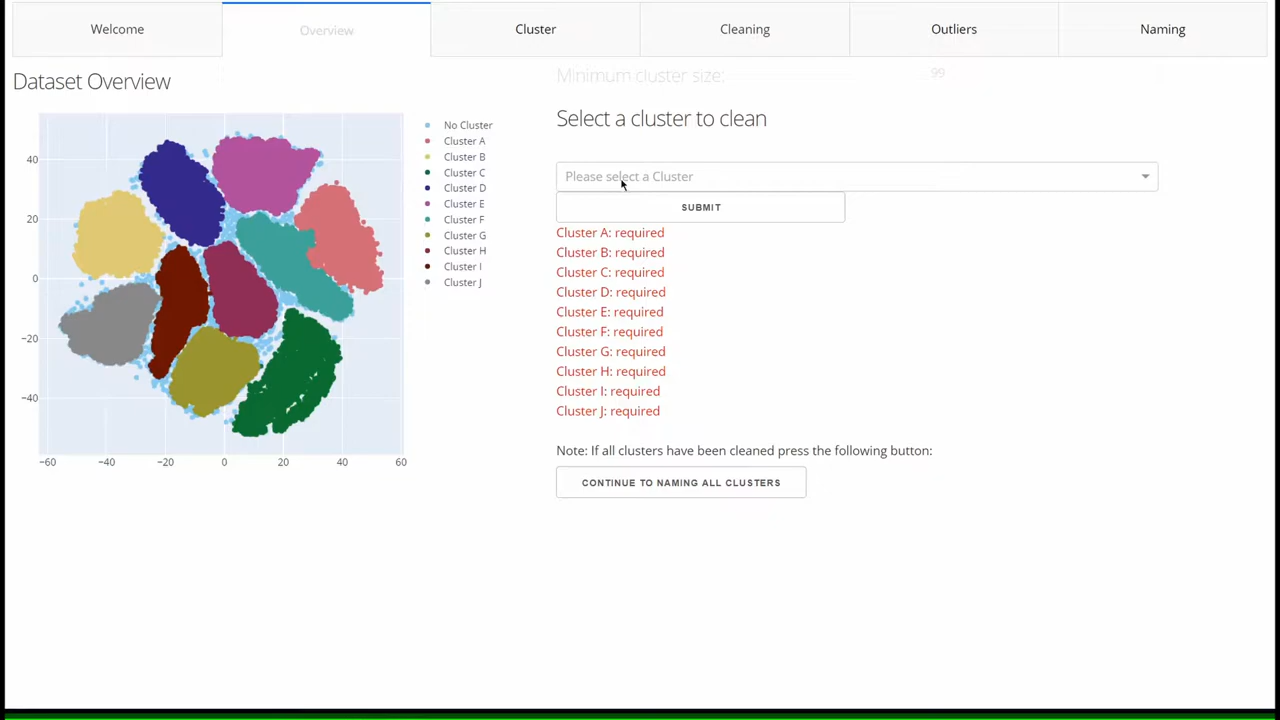 Welcome
Overview
Cluster
Cleaning
Outliers
Naming
Dataset Overview
Minimum cluster size: 99
Select a cluster to clean
Please select a Cluster
SUBMIT
Cluster A: required
Cluster B: required
Cluster C: required
Cluster D: required
Cluster E: required
Cluster F: required
Cluster G: required
Cluster H: required
Cluster I: required
Cluster J: required
Note: If all clusters have been cleaned press the following button:
CONTINUE TO NAMING ALL CLUSTERS
No Cluster
Cluster A
Cluster B
Cluster C
Cluster D
Cluster E
Cluster F
Cluster G
Cluster H
Cluster I
Cluster J
40
20
0
−20
−40
−60
−40
−20
0
20
40
60